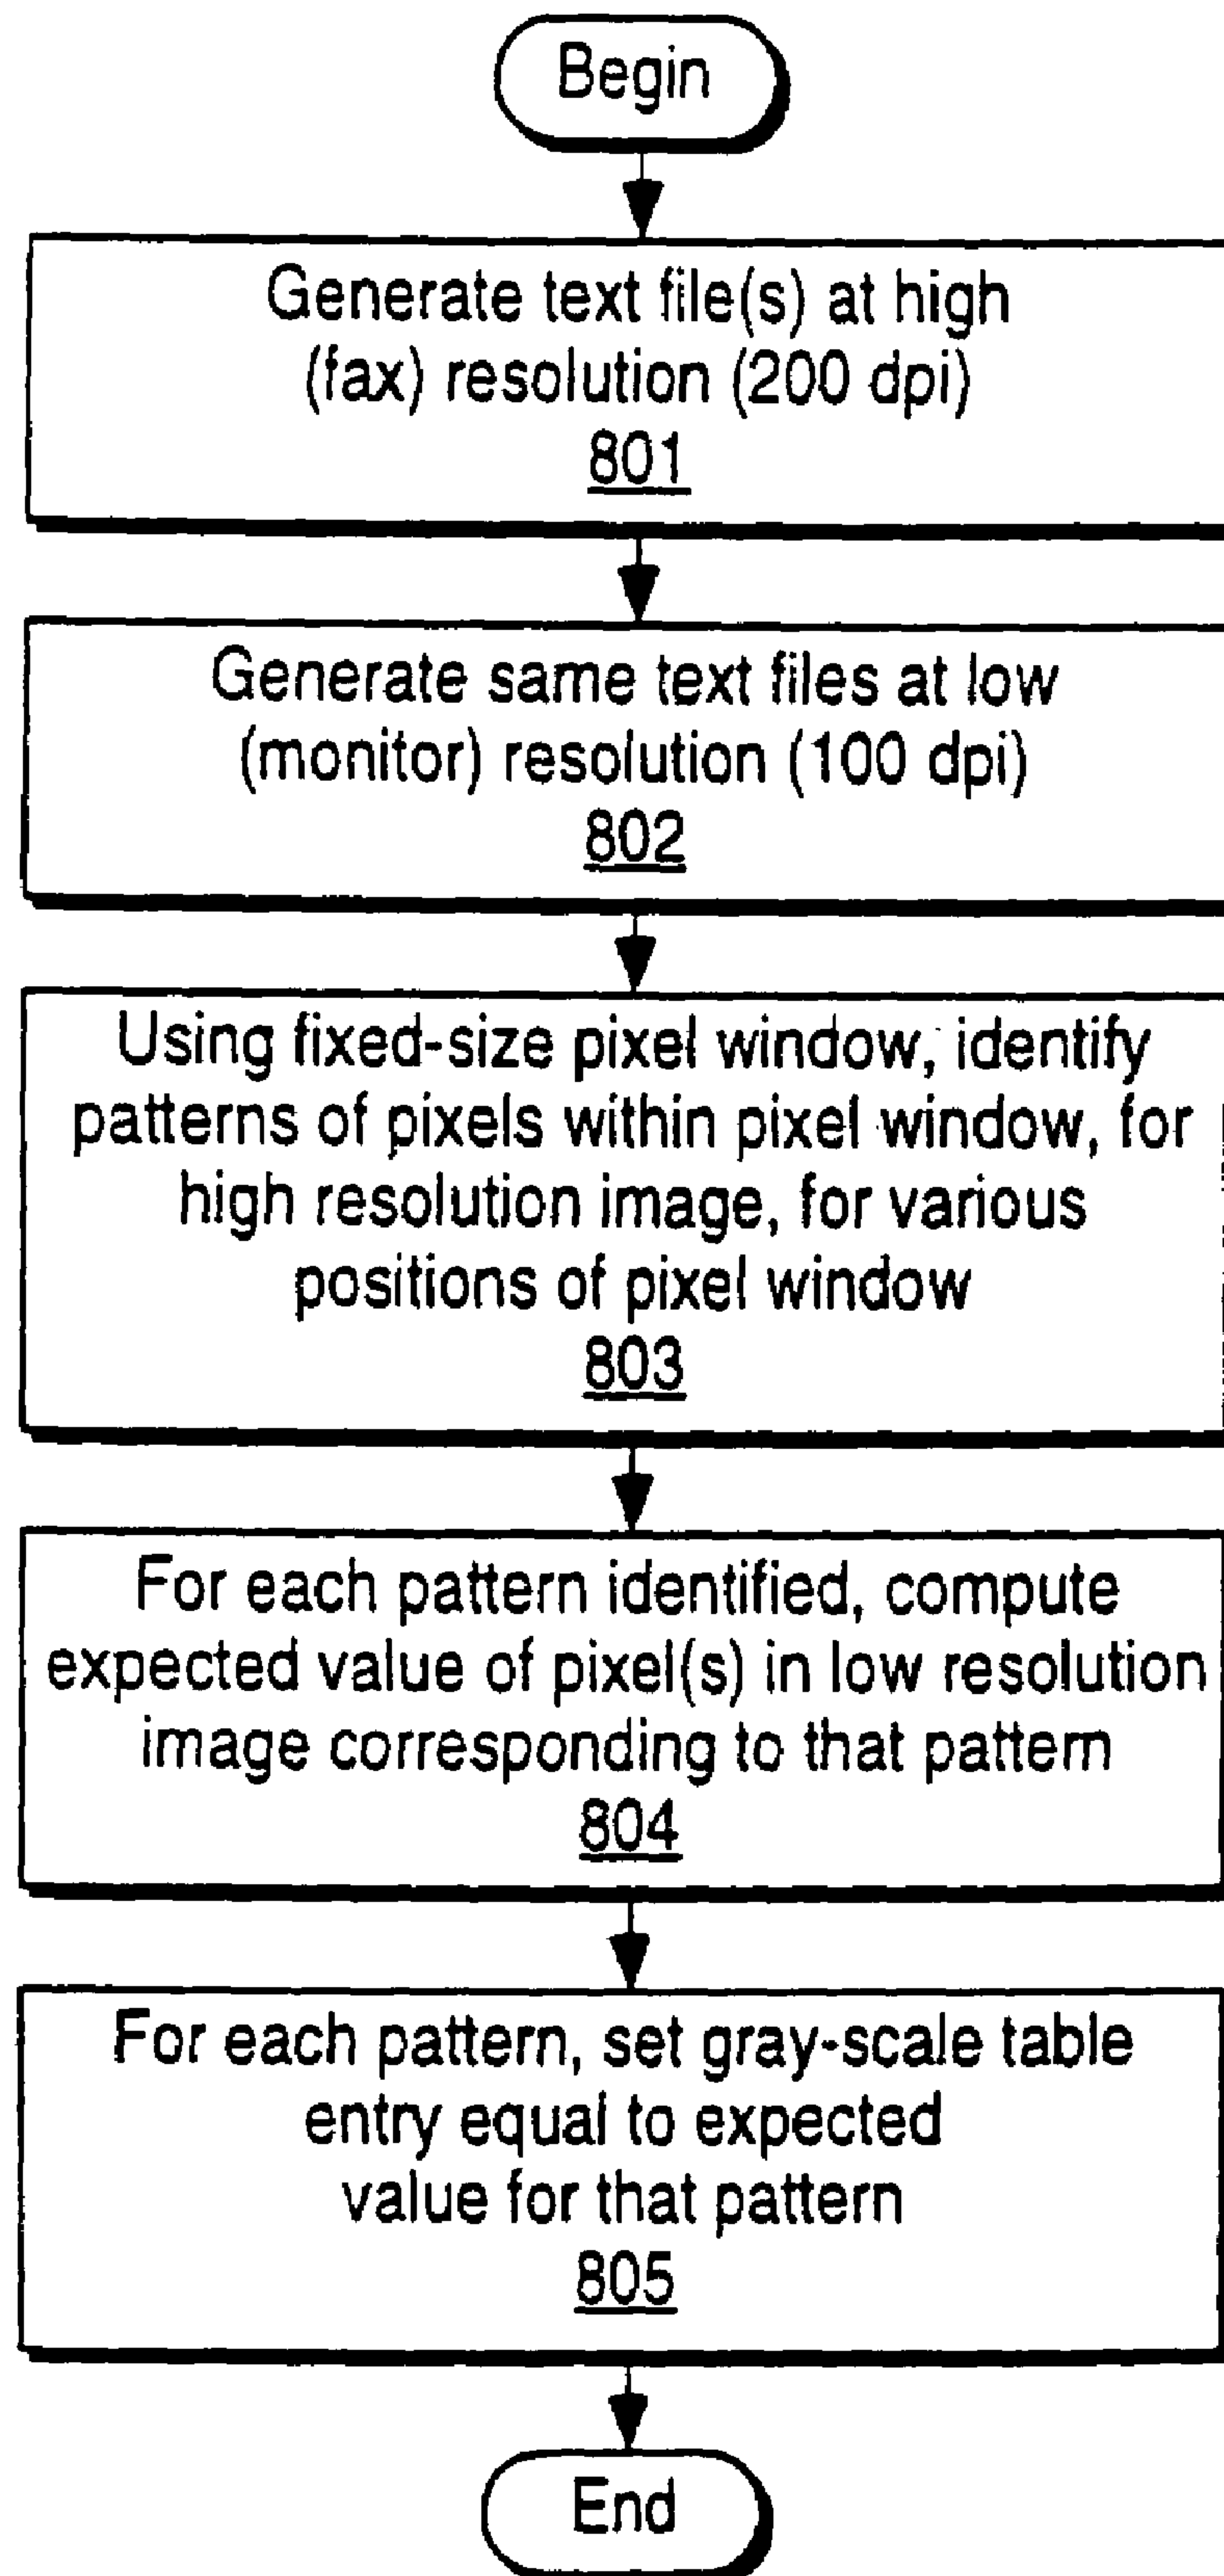 Begin
Generate text file(s) at high
(fax) resolution (200 dpi)
801
Generate same text files at low
(monitor) resolution (100 dpi)
802
Using fixed-size pixel window, identify
patterns of pixels within pixel window, for
high resolution image, for various
positions of pixel window
803
For each pattern identified, compute
expected value of pixel(s) in low resolution
image corresponding to that pattern
804
For each pattern, set gray-scale table
entry equal to expected
value for that pattern
805
End